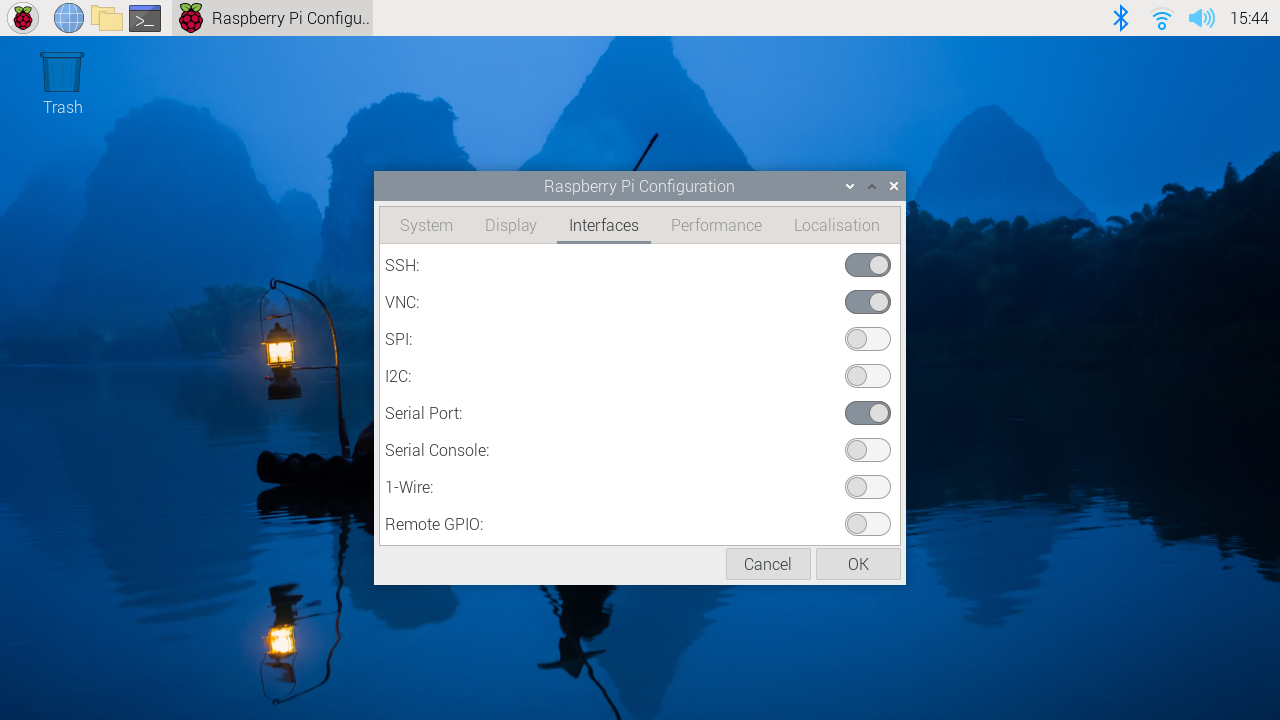 Raspberry Pi Configu.. 15:44
Trash
Raspberry Pi Configuration
System Display Interfaces Performance Localisation
SSH:
VNC:
SPI:
I2C:
Serial Port:
Serial Console:
1-Wire:
Remote GPIO:
Cancel OK